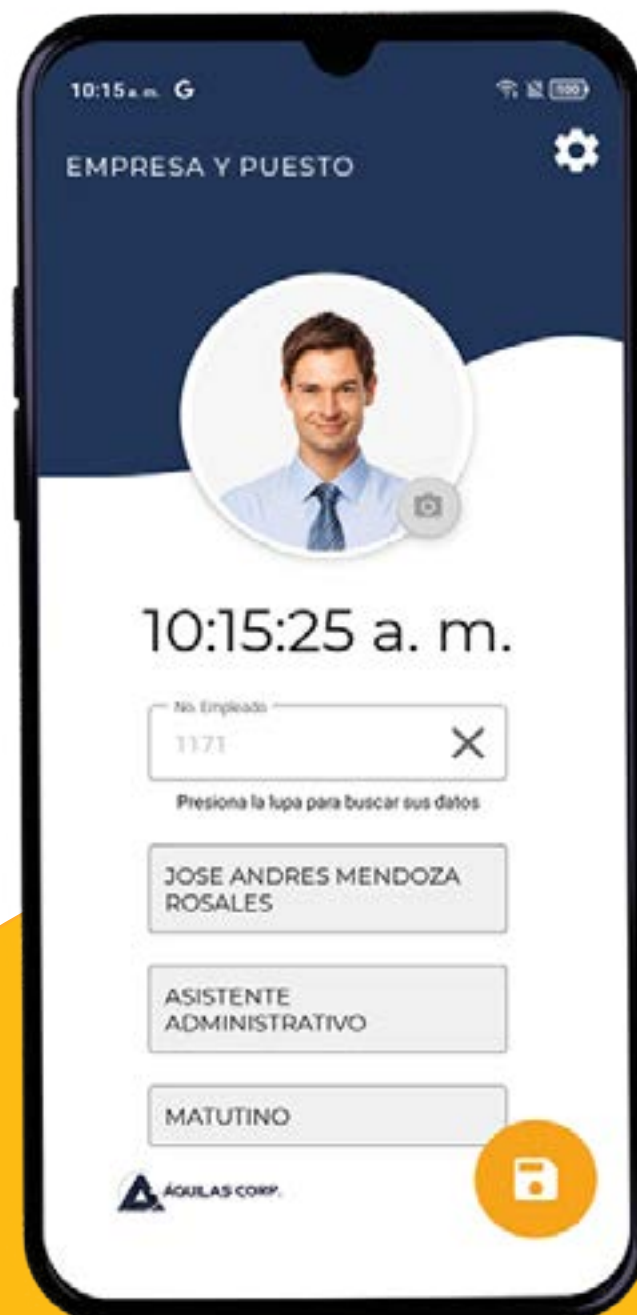 10:15 a. m. G
EMPRESA Y PUESTO
10:15:25 a. m.
No. Empleado
1171
Presiona la lupa para buscar sus datos
JOSE ANDRES MENDOZA
ROSALES
ASISTENTE
ADMINISTRATIVO
MATUTINO
ÁGUILAS CORP.